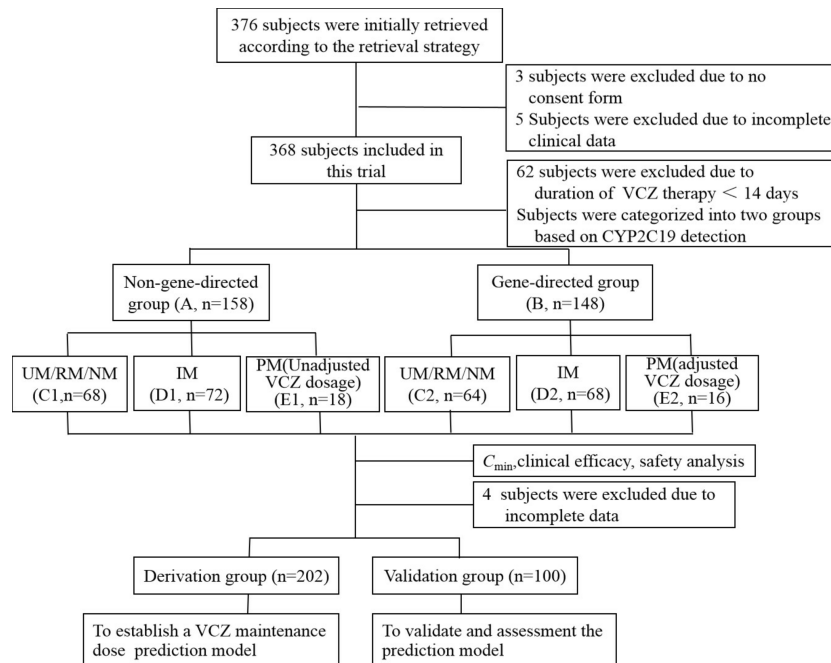 376 subjects were initially retrieved
according to the retrieval strategy
3 subjects were excluded due to no
consent form
5 Subjects were excluded due to incomplete
clinical data
368 subjects included in
this trial
62 subjects were excluded due to
duration of VCZ therapy < 14 days
Subjects were categorized into two groups
based on CYP2C19 detection
Non-gene-directed
group (A, n=158)
Gene-directed group
(B, n=148)
UM/RM/NM
(C1,n=68)
IM
(D1, n=72)
PM(Unadjusted
VCZ dosage)
(E1, n=18)
UM/RM/NM
(C2, n=64)
IM
(D2, n=68)
PM(adjusted
VCZ dosage)
(E2, n=16)
Cmin,clinical efficacy, safety analysis
4 subjects were excluded due to
incomplete data
Derivation group (n=202)
Validation group (n=100)
To establish a VCZ maintenance
dose prediction model
To validate and assessment the
prediction model